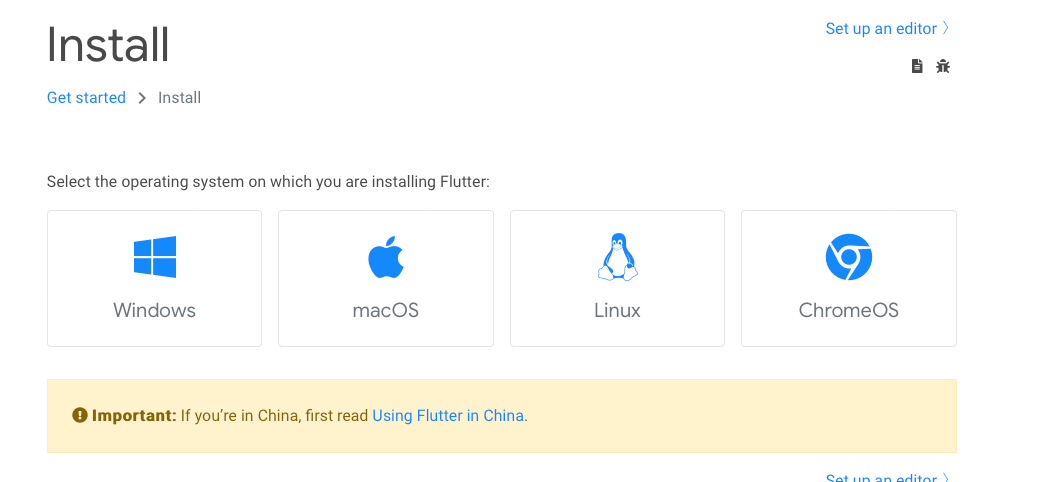 Install
Set up an editor 〉
Get started > Install
Select the operating system on which you are installing Flutter:
Windows
macOS
Linux
ChromeOS
Important: If you’re in China, first read Using Flutter in China.
Set up an editor 〉